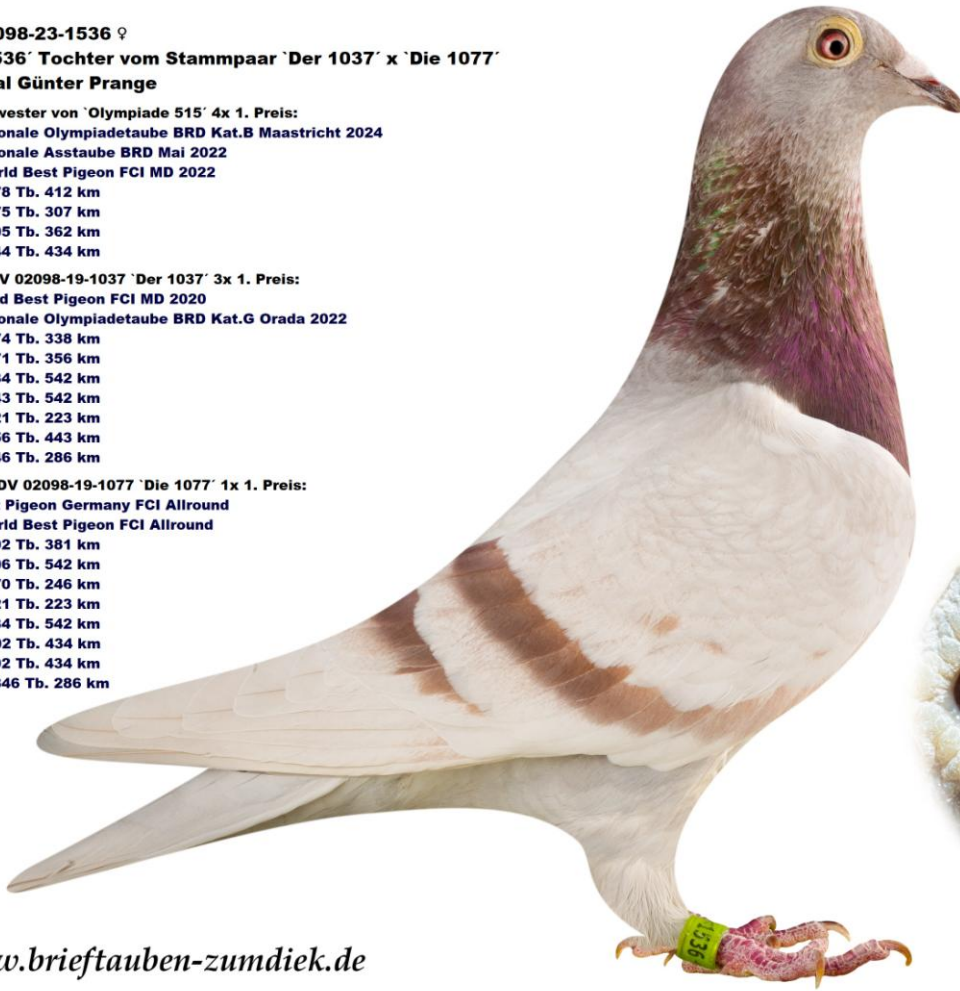 098-23-1536 ♀
536´ Tochter vom Stammpaar `Der 1037´ x `Die 1077´
al Günter Prange
wester von `Olympiade 515´ 4x 1. Preis:
onale Olympiadetaube BRD Kat.B Maastricht 2024
onale Asstaube BRD Mai 2022
rld Best Pigeon FCI MD 2022
78 Tb. 412 km
75 Tb. 307 km
05 Tb. 362 km
44 Tb. 434 km
V 02098-19-1037 `Der 1037´ 3x 1. Preis:
d Best Pigeon FCI MD 2020
onale Olympiadetaube BRD Kat.G Orada 2022
74 Tb. 338 km
71 Tb. 356 km
34 Tb. 542 km
43 Tb. 542 km
21 Tb. 223 km
56 Tb. 443 km
46 Tb. 286 km
DV 02098-19-1077 `Die 1077´ 1x 1. Preis:
t Pigeon Germany FCI Allround
rld Best Pigeon FCI Allround
02 Tb. 381 km
06 Tb. 542 km
70 Tb. 246 km
21 Tb. 223 km
34 Tb. 542 km
02 Tb. 434 km
02 Tb. 434 km
346 Tb. 286 km
1536
w.brieftauben-zumdiek.de